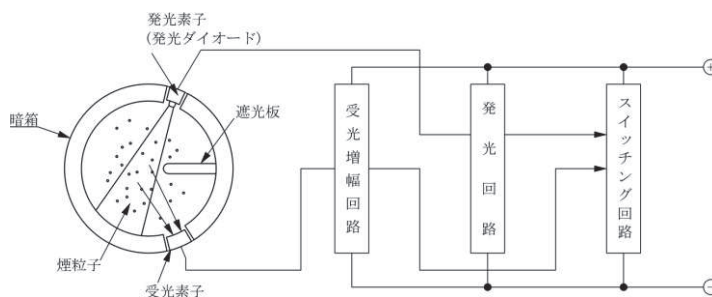 発光素子
(発光ダイオード)
暗箱
遮光板
煙粒子
受光素子
受光増幅回路
発光回路
スイッチング回路
+
−